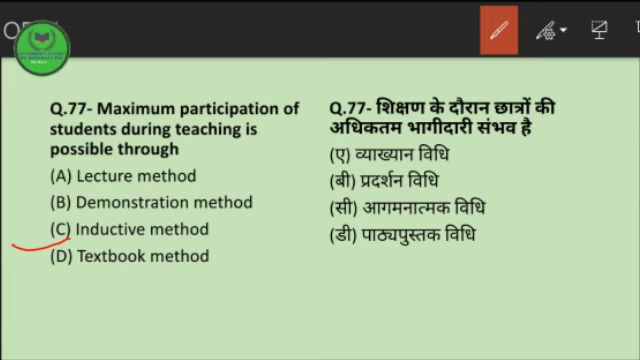 Q.77- Maximum participation of
students during teaching is
possible through
(A) Lecture method
(B) Demonstration method
(C) Inductive method
(D) Textbook method
Q.77- शिक्षण के दौरान छात्रों की
अधिकतम भागीदारी संभव है
(ए) व्याख्यान विधि
(बी) प्रदर्शन विधि
(सी) आगमनात्मक विधि
(डी) पाठ्यपुस्तक विधि